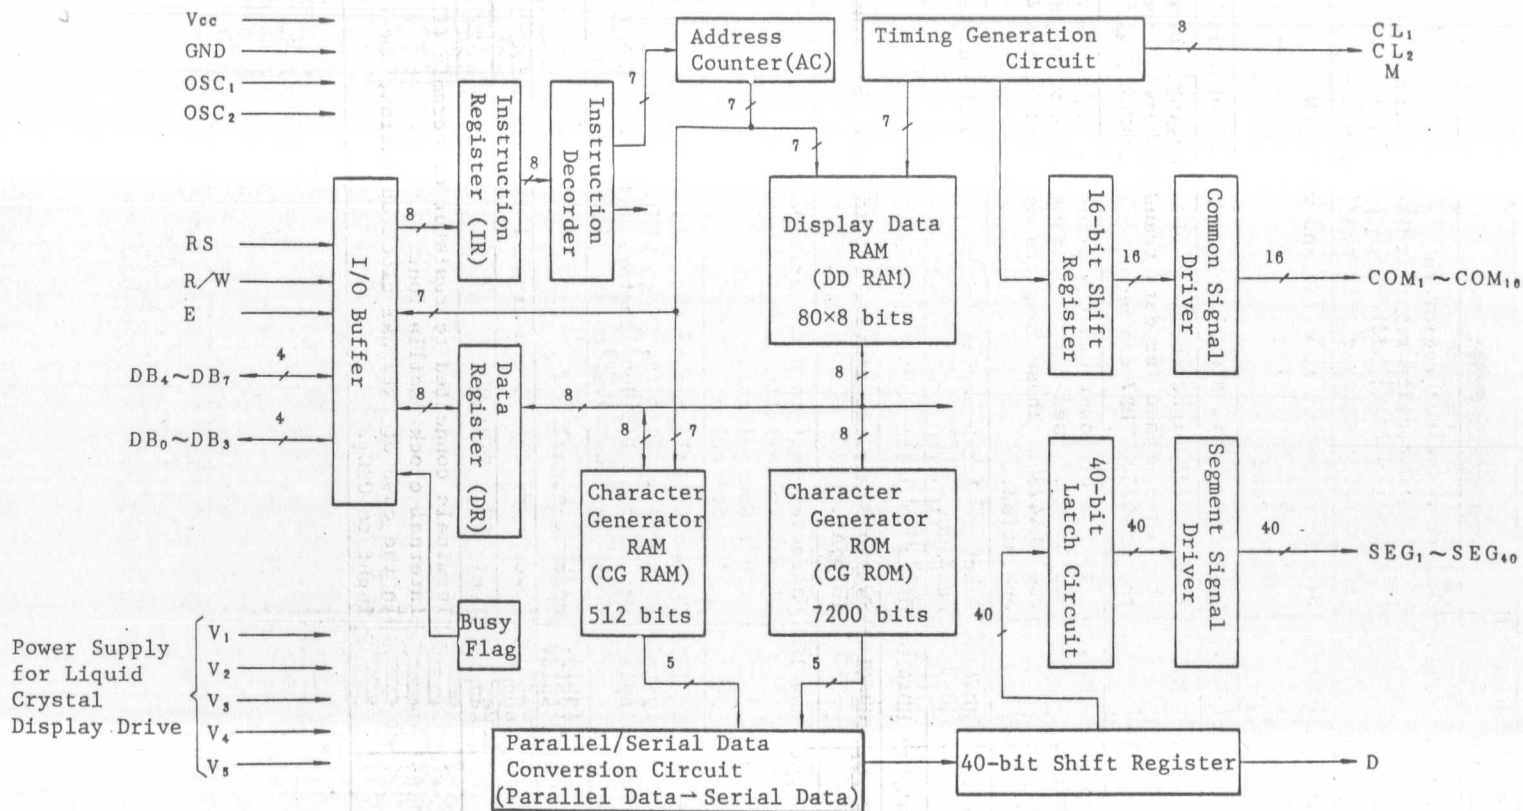 Vcc
GND
OSC₁
OSC₂
RS
R/W
E
DB₄~DB₇
DB₀~DB₃
Power Supply
for Liquid
Crystal
Display Drive
V₁
V₂
V₃
V₄
V₅
4
4
I/O Buffer
8
7
8
Instruction
Register (IR)
8
Instruction
Decorder
Data
Register (DR)
Busy
Flag
7
Address
Counter(AC)
7
7
8
8
7
Character
Generator
RAM
(CG RAM)
512 bits
5
Timing Generation
Circuit
8
CL₁
CL₂
M
7
Display Data
RAM
(DD RAM)
80×8 bits
8
8
Character
Generator
ROM
(CG ROM)
7200 bits
5
16-bit Shift
Register
16
Common Signal
Driver
16
COM₁~COM₁₆
40-bit
Latch Circuit
40
40
Segment Signal
Driver
40
SEG₁~SEG₄₀
Parallel/Serial Data
Conversion Circuit
(Parallel Data→Serial Data)
40-bit Shift Register
D